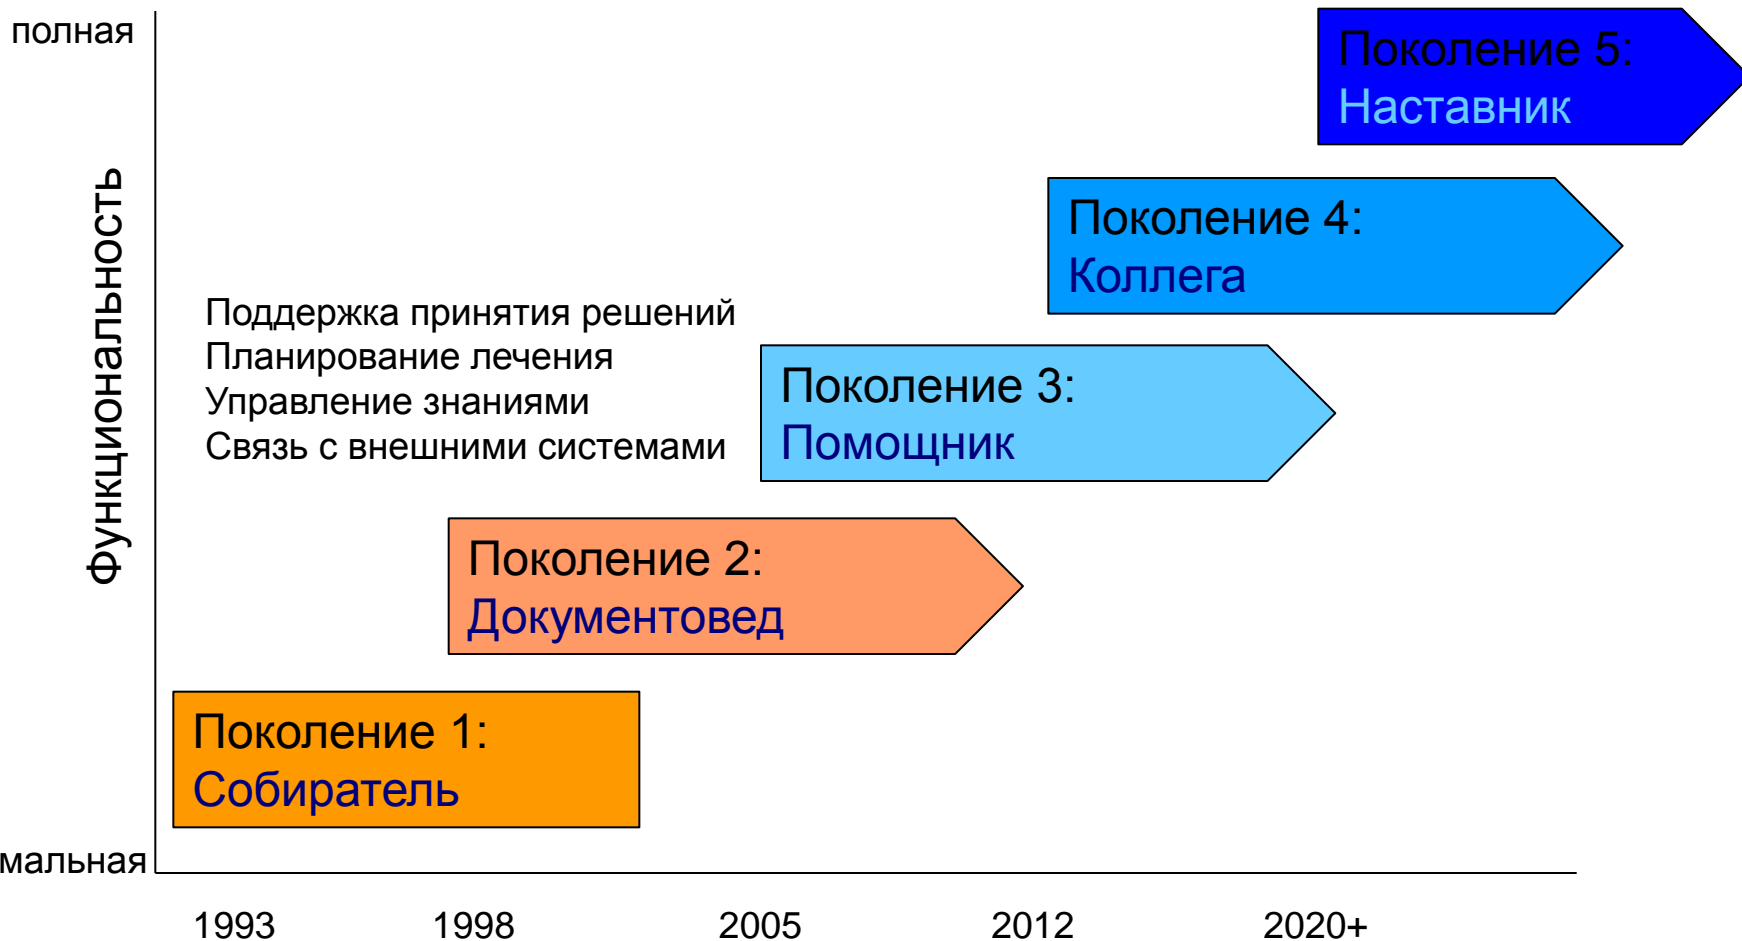 полная
Поколение 5:
Наставник
Поколение 4:
Коллега
Функциональность
Поддержка принятия решений
Планирование лечения
Управление знаниями
Связь с внешними системами
Поколение 3:
Помощник
Поколение 2:
Документовед
Поколение 1:
Собиратель
мальная
1993 1998 2005 2012 2020+